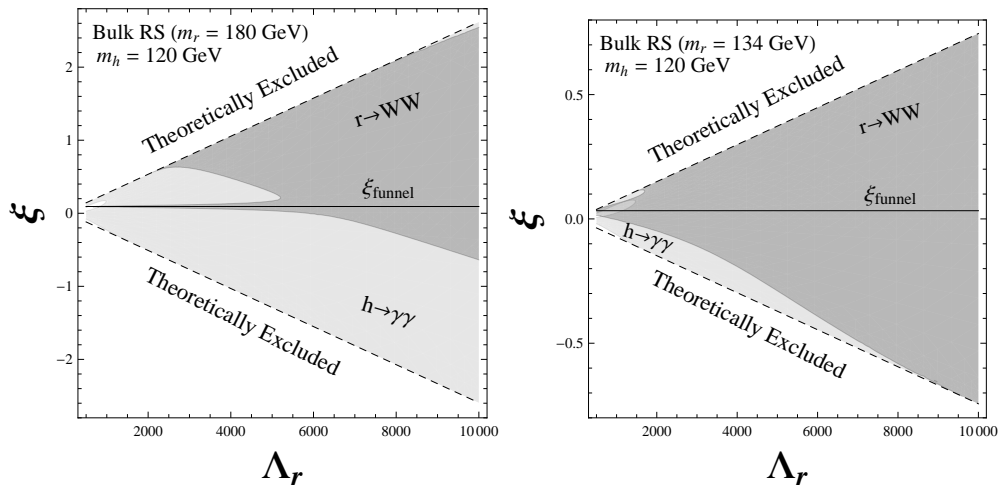 Bulk RS (m_r = 180 GeV)
m_h = 120 GeV
Theoretically Excluded
r→WW
ξ_funnel
h→γγ
Theoretically Excluded
2
1
0
−1
−2
ξ
2000 4000 6000 8000 10000
Λ_r
Bulk RS (m_r = 134 GeV)
m_h = 120 GeV
Theoretically Excluded
r→WW
ξ_funnel
h→γγ
Theoretically Excluded
0.5
0.0
−0.5
ξ
2000 4000 6000 8000 10000
Λ_r